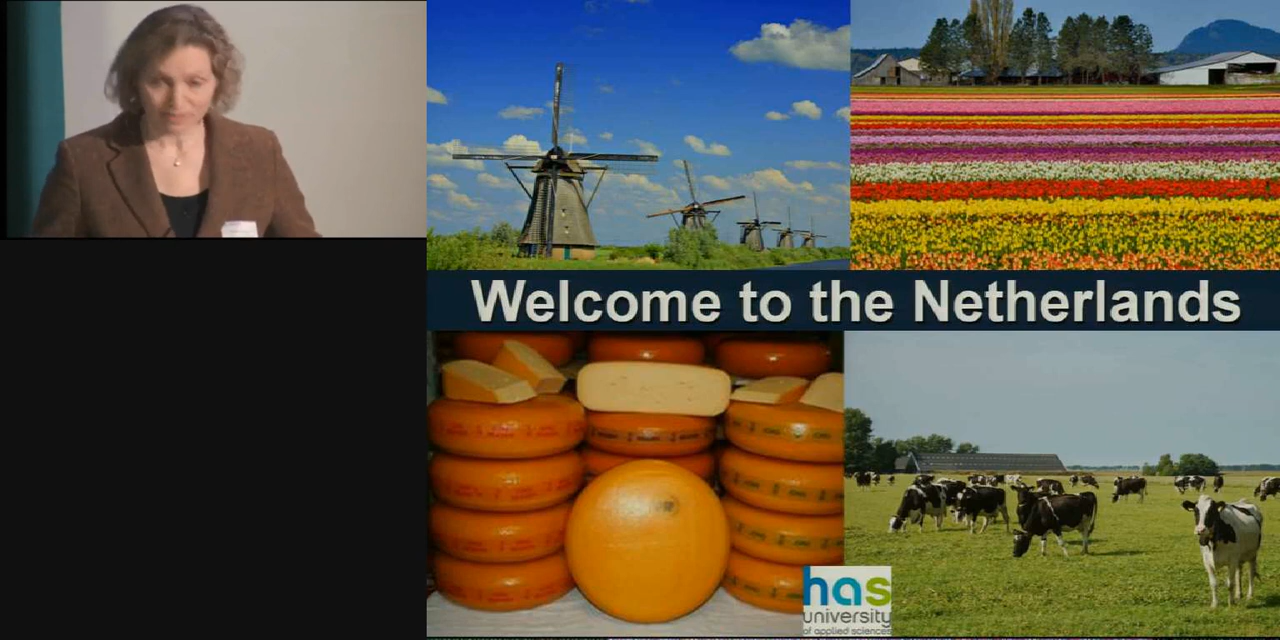 Welcome to the Netherlands
has
university
of applied sciences